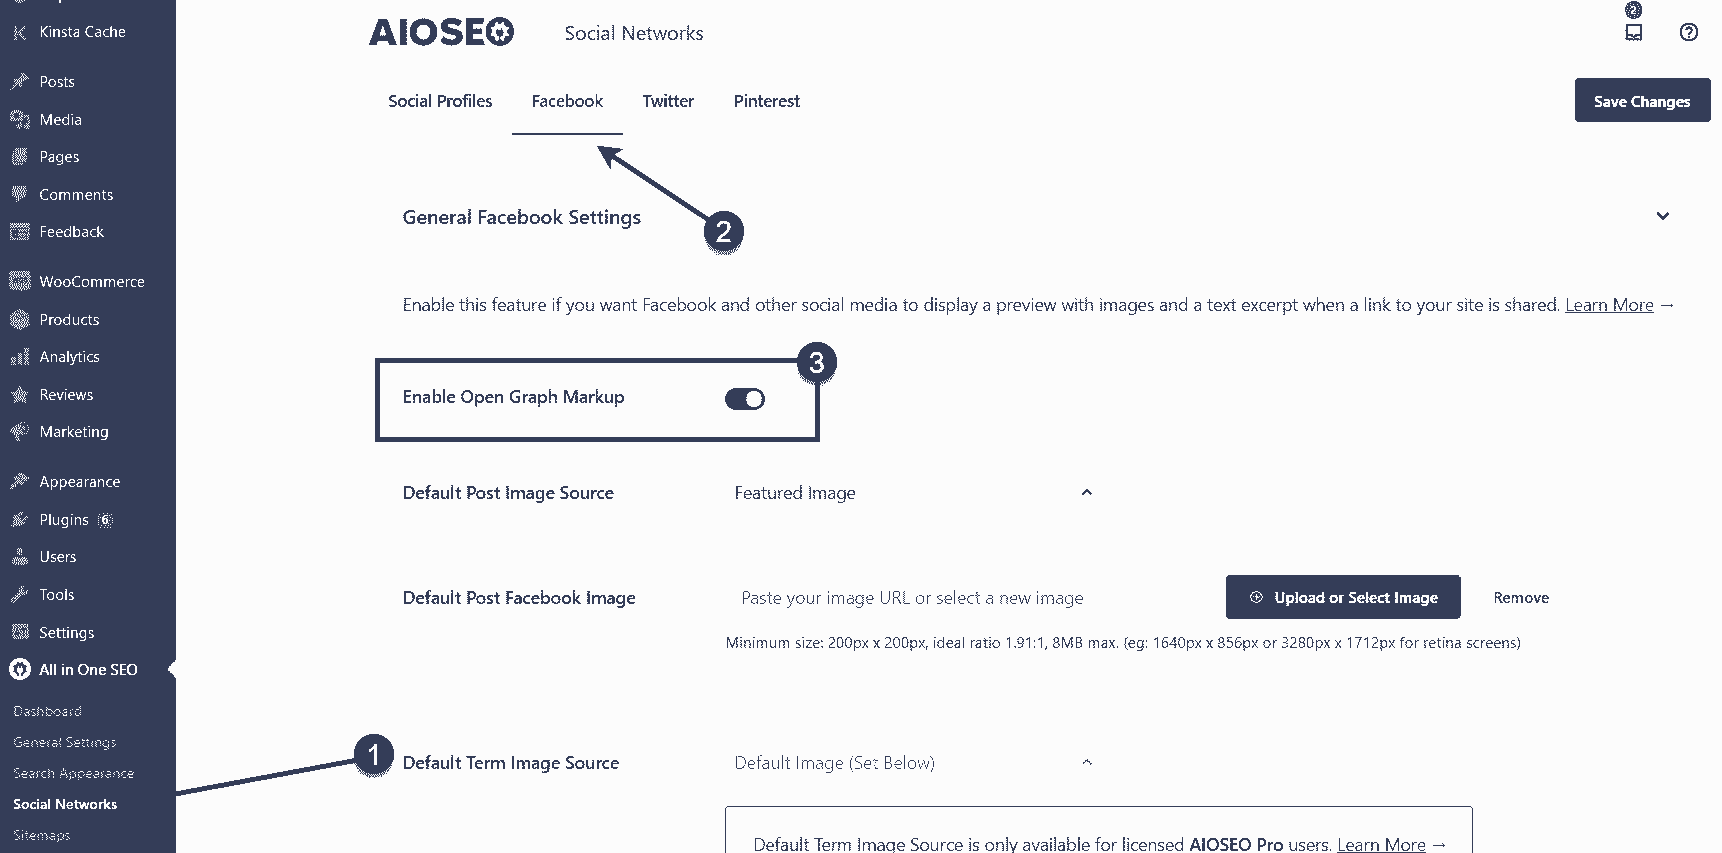 Kinsta Cache
Posts
Media
Pages
Comments
Feedback
WooCommerce
Products
Analytics
Reviews
Marketing
Appearance
Plugins 6
Users
Tools
Settings
All in One SEO
Dashboard
General Settings
Search Appearance
Social Networks
Sitemaps
AIOSEO Social Networks
2
Social Profiles Facebook Twitter Pinterest
Save Changes
2
General Facebook Settings
Enable this feature if you want Facebook and other social media to display a preview with images and a text excerpt when a link to your site is shared. Learn More →
3
Enable Open Graph Markup
Default Post Image Source Featured Image
Default Post Facebook Image Paste your image URL or select a new image Upload or Select Image Remove
Minimum size: 200px x 200px, ideal ratio 1.91:1, 8MB max. (eg: 1640px x 856px or 3280px x 1712px for retina screens)
1
Default Term Image Source Default Image (Set Below)
Default Term Image Source is only available for licensed AIOSEO Pro users. Learn More →